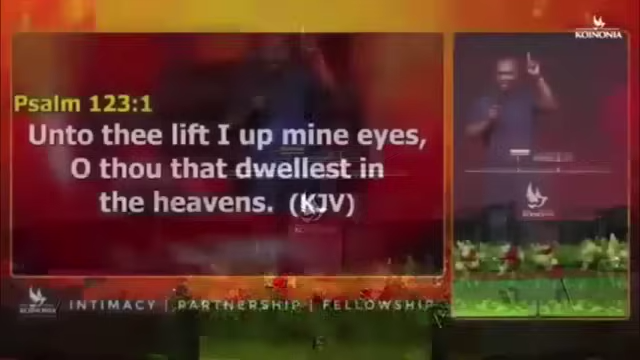 KOINONIA
Psalm 123:1
Unto thee lift I up mine eyes,
O thou that dwellest in
the heavens. (KJV)
KOINONIA
INTIMACY | PARTNERSHIP | FELLOWSHIP